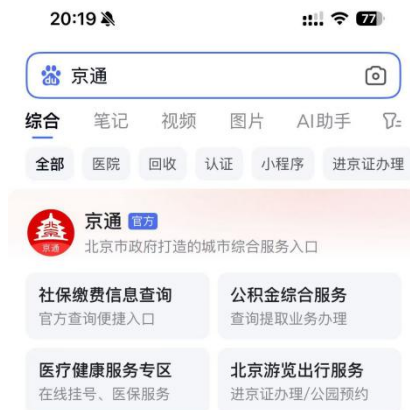 20:19
77
du 京通
综合 笔记 视频 图片 AI助手
全部 医院 回收 认证 小程序 进京证办理
京通 官方
京通
北京市政府打造的城市综合服务入口
社保缴费信息查询 公积金综合服务
官方查询便捷入口 查询提取业务办理
医疗健康服务专区 北京游览出行服务
在线挂号、医保服务 进京证办理/公园预约